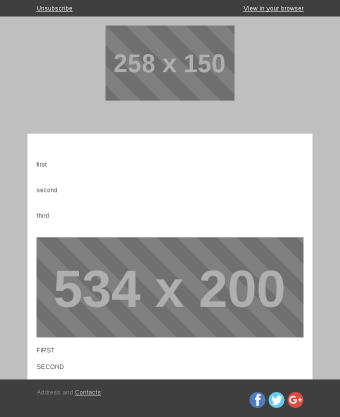 Unsubscribe View in your browser
258 x 150
first
second
third
534 x 200
FIRST
SECOND
Address and Contacts
f G+